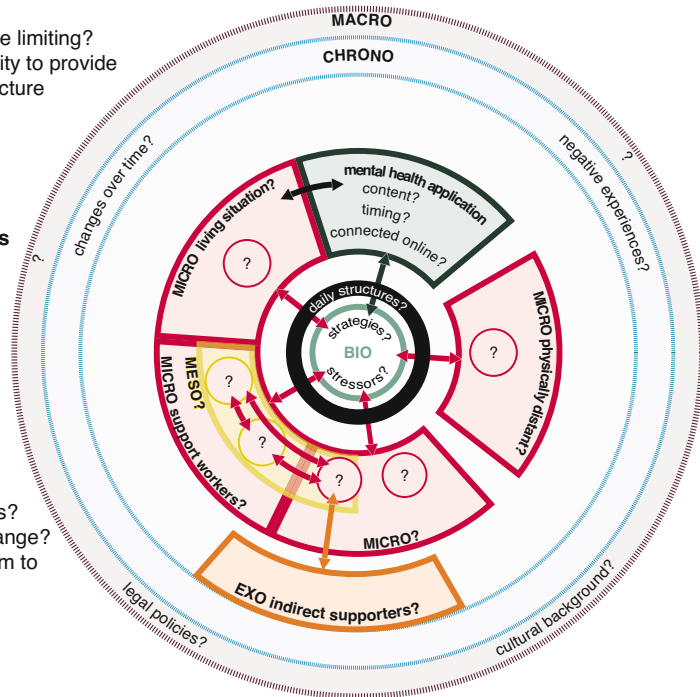 MACRO
CHRONO
e limiting?
ity to provide
cture
s
s?
ange?
m to
changes over time?
negative experiences?
?
?
legal policies?
cultural background?
mental health application
content?
timing?
connected online?
MICRO living situation?
?
daily structures?
strategies?
BIO
stressors?
MICRO physically distant?
?
MESO?
MICRO support workers?
?
?
?
?
MICRO?
EXO indirect supporters?